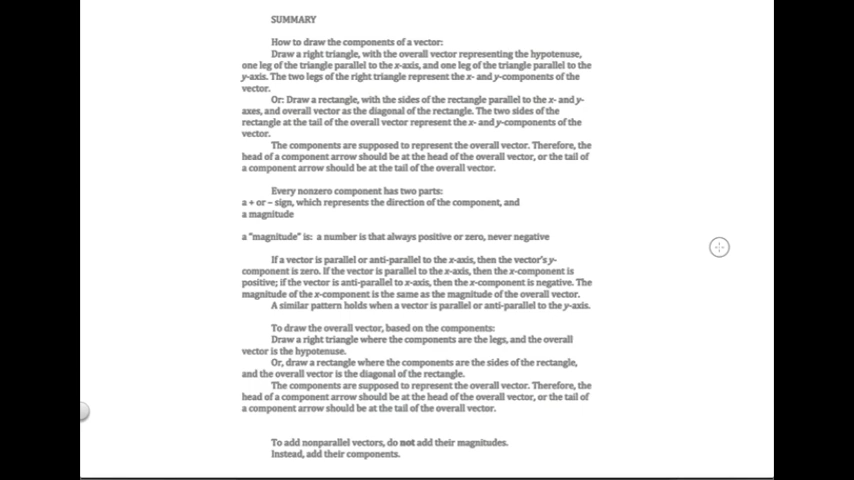 SUMMARY
How to draw the components of a vector:
Draw a right triangle, with the overall vector representing the hypotenuse,
one leg of the triangle parallel to the x-axis, and one leg of the triangle parallel to the
y-axis. The two legs of the right triangle represent the x- and y-components of the
vector.
Or: Draw a rectangle, with the sides of the rectangle parallel to the x- and y-
axes, and overall vector as the diagonal of the rectangle. The two sides of the
rectangle at the tail of the overall vector represent the x- and y-components of the
vector.
The components are supposed to represent the overall vector. Therefore, the
head of a component arrow should be at the head of the overall vector, or the tail of
a component arrow should be at the tail of the overall vector.
Every nonzero component has two parts:
a + or – sign, which represents the direction of the component, and
a magnitude
a "magnitude" is: a number is that always positive or zero, never negative
If a vector is parallel or anti-parallel to the x-axis, then the vector's y-
component is zero. If the vector is parallel to the x-axis, then the x-component is
positive; if the vector is anti-parallel to x-axis, then the x-component is negative. The
magnitude of the x-component is the same as the magnitude of the overall vector.
A similar pattern holds when a vector is parallel or anti-parallel to the y-axis.
To draw the overall vector, based on the components:
Draw a right triangle where the components are the legs, and the overall
vector is the hypotenuse.
Or, draw a rectangle where the components are the sides of the rectangle,
and the overall vector is the diagonal of the rectangle.
The components are supposed to represent the overall vector. Therefore, the
head of a component arrow should be at the head of the overall vector, or the tail of
a component arrow should be at the tail of the overall vector.
To add nonparallel vectors, do not add their magnitudes.
Instead, add their components.